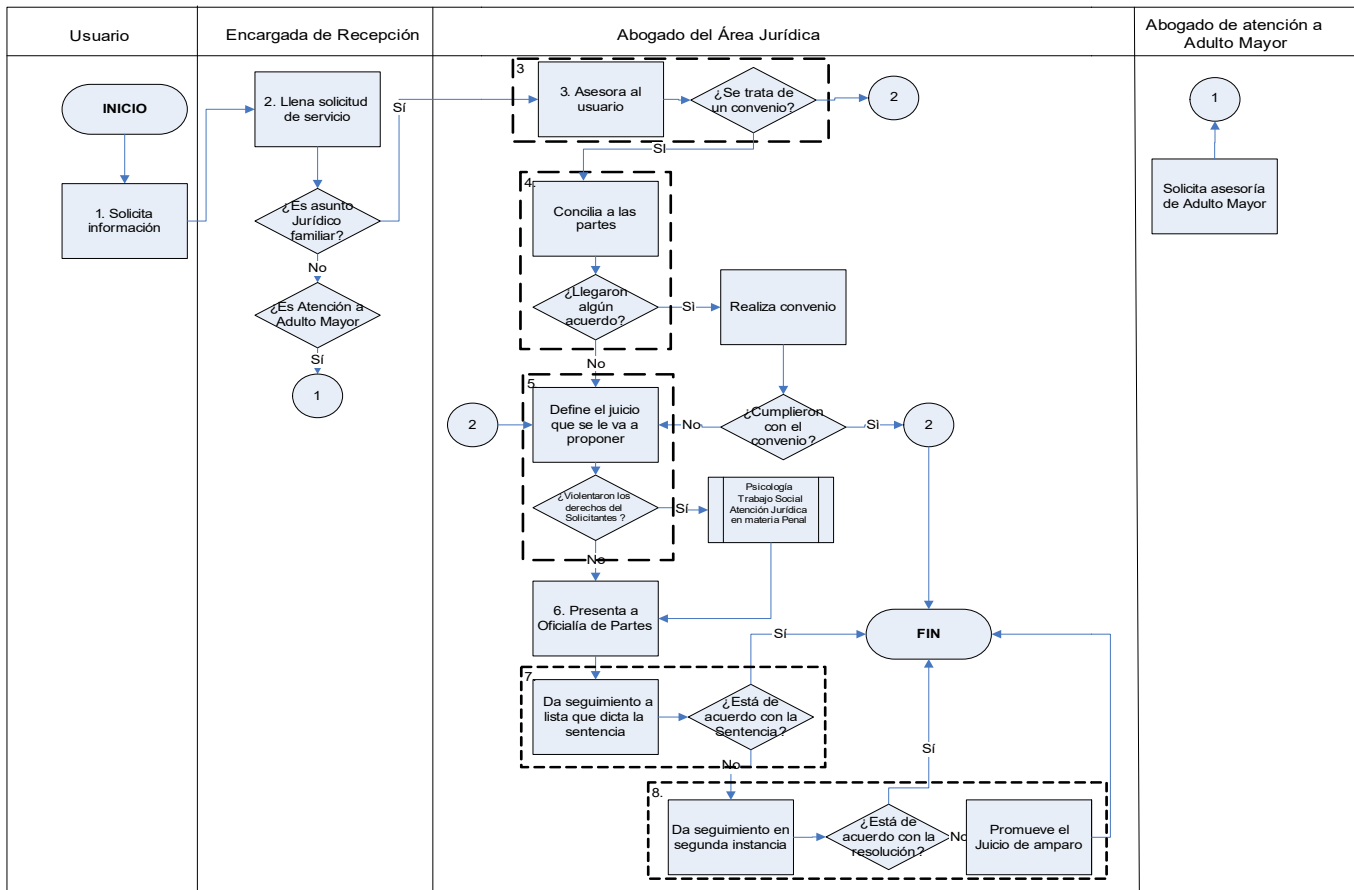 Usuario
Encargada de Recepción
Abogado del Área Jurídica
Abogado de atención a
Adulto Mayor
INICIO
1. Solicita
información
2. Llena solicitud
de servicio
¿Es asunto
Jurídico
familiar?
Sí
No
¿Es Atención a
Adulto Mayor
Sí
1
3
3. Asesora al
usuario
¿Se trata de
un convenio?
2
SI
4.
Concilia a las
partes
¿Llegaron
algún
acuerdo?
Sì
Realiza convenio
No
5.
2
Define el juicio
que se le va a
proponer
No
¿Cumplieron
con el
convenio?
Sì
2
¿Violentaron los
derechos del
Solicitantes ?
Sí
Psicología
Trabajo Social
Atención Jurídica
en materia Penal
No
6. Presenta a
Oficialía de Partes
Sí
FIN
7.
Da seguimiento a
lista que dicta la
sentencia
¿Está de
acuerdo con la
Sentencia?
No
Sí
8.
Da seguimiento en
segunda instancia
¿Está de
acuerdo con la
resolución?
No
Promueve el
Juicio de amparo
1
Solicita asesoría
de Adulto Mayor